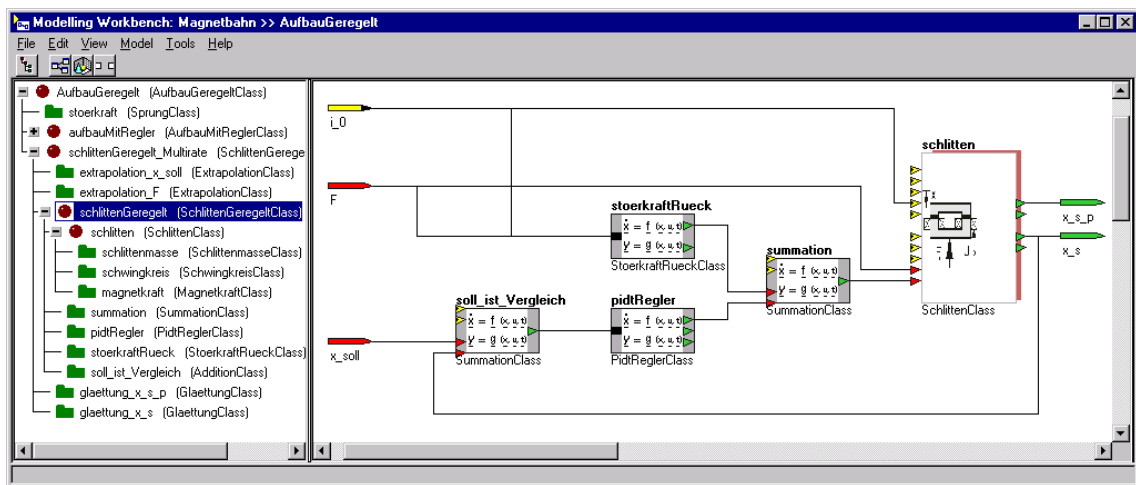 Modelling Workbench: Magnetbahn >> AufbauGeregelt
File Edit View Model Tools Help
AufbauGeregelt (AufbauGeregeltClass)
stoerkraft (SprungClass)
aufbauMitRegler (AufbauMitReglerClass)
schlittenGeregelt_Multirate (SchlittenGerege
extrapolation_x_soll (ExtrapolationClass)
extrapolation_F (ExtrapolationClass)
schlittenGeregelt (SchlittenGeregeltClass)
schlitten (SchlittenClass)
schlittenmasse (SchlittenmasseClass)
schwingkreis (SchwingkreisClass)
magnetkraft (MagnetkraftClass)
summation (SummationClass)
pidtRegler (PidtReglerClass)
stoerkraftRueck (StoerkraftRueckClass)
soll_ist_Vergleich (AdditionClass)
glaettung_x_s_p (GlaettungClass)
glaettung_x_s (GlaettungClass)
i_0
F
x_soll
stoerkraftRueck
ẋ = f (x, u, t)
y = g (x, u, t)
StoerkraftRueckClass
soll_ist_Vergleich
ẋ = f (x, u, t)
y = g (x, u, t)
SummationClass
pidtRegler
ẋ = f (x, u, t)
y = g (x, u, t)
PidtReglerClass
summation
ẋ = f (x, u, t)
y = g (x, u, t)
SummationClass
schlitten
SchlittenClass
x_s_p
x_s